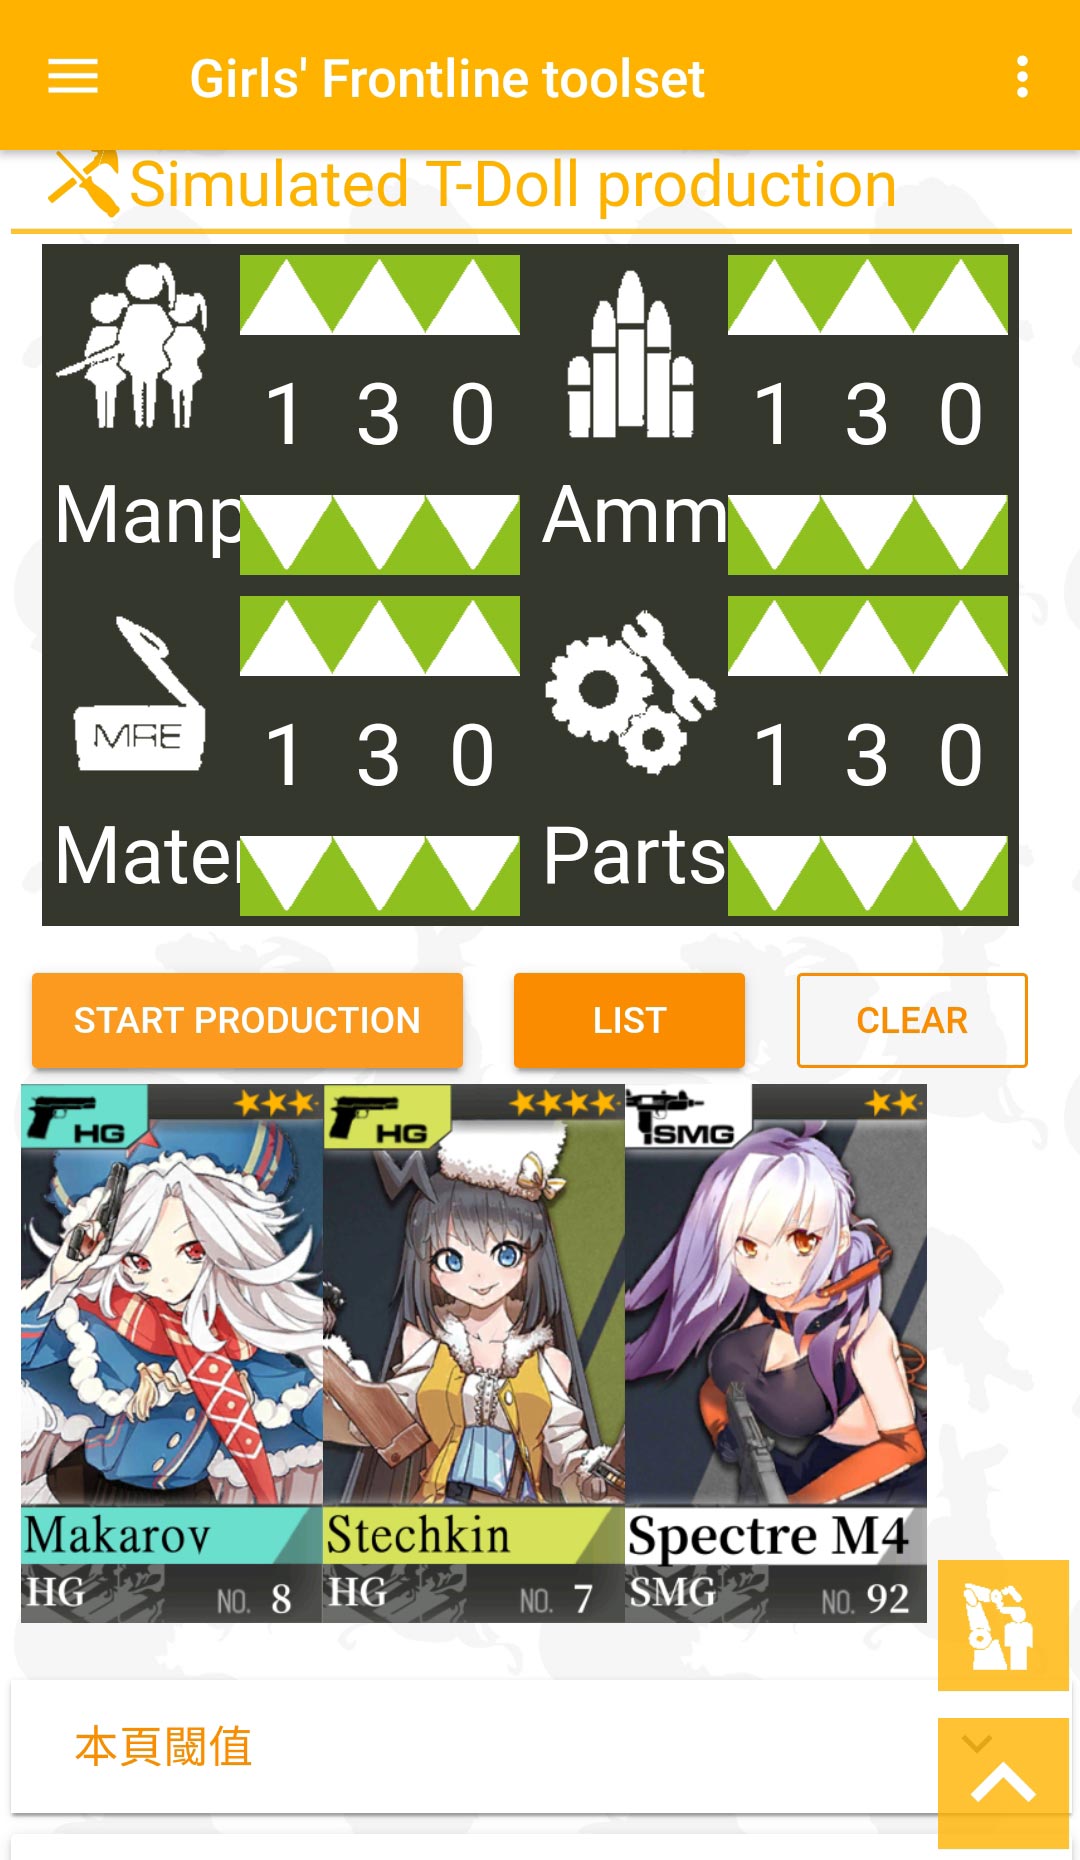 Girls' Frontline toolset
Simulated T-Doll production
1 3 0
1 3 0
Manp
Amm
MRE
1 3 0
1 3 0
Mater
Parts
START PRODUCTION
LIST
CLEAR
HG
HG
SMG
Makarov
Stechkin
Spectre M4
HG
NO. 8
HG
NO. 7
SMG
NO. 92
本頁閾值